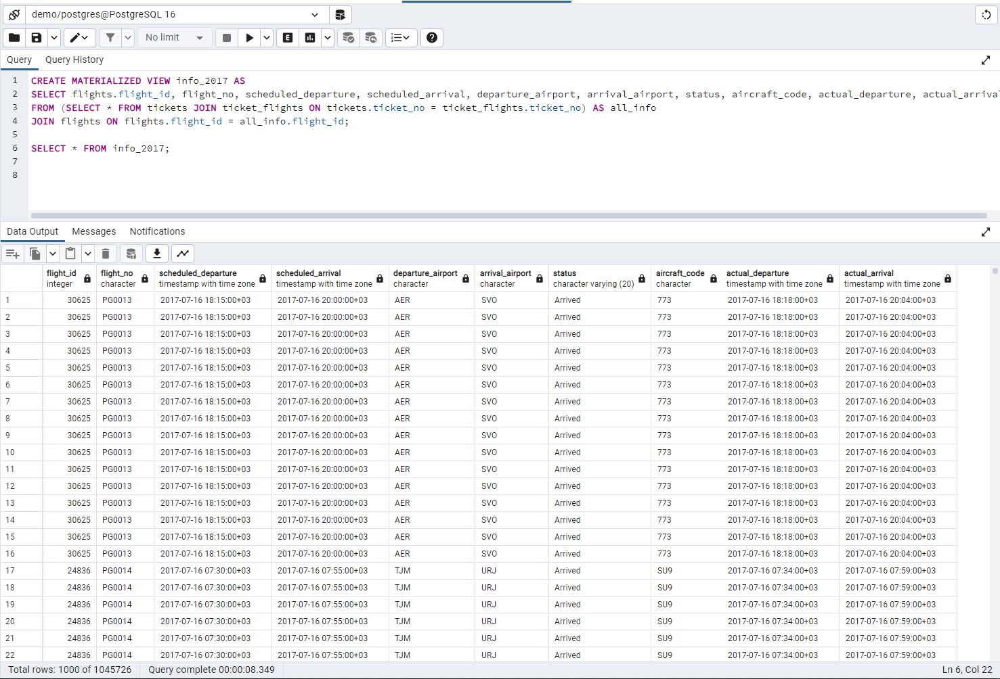 demo/postgres@PostgreSQL 16
No limit
E
Query Query History
1 CREATE MATERIALIZED VIEW info_2017 AS
2 SELECT flights.flight_id, flight_no, scheduled_departure, scheduled_arrival, departure_airport, arrival_airport, status, aircraft_code, actual_departure, actual_arriva
3 FROM (SELECT * FROM tickets JOIN ticket_flights ON tickets.ticket_no = ticket_flights.ticket_no) AS all_info
4 JOIN flights ON flights.flight_id = all_info.flight_id;
5
6 SELECT * FROM info_2017;
7
8
Data Output Messages Notifications
flight_id flight_no scheduled_departure scheduled_arrival departure_airport arrival_airport status aircraft_code actual_departure actual_arrival
integer character timestamp with time zone timestamp with time zone character character character varying (20) character timestamp with time zone timestamp with time zone
1 30625 PG0013 2017-07-16 18:15:00+03 2017-07-16 20:00:00+03 AER SVO Arrived 773 2017-07-16 18:18:00+03 2017-07-16 20:04:00+03
2 30625 PG0013 2017-07-16 18:15:00+03 2017-07-16 20:00:00+03 AER SVO Arrived 773 2017-07-16 18:18:00+03 2017-07-16 20:04:00+03
3 30625 PG0013 2017-07-16 18:15:00+03 2017-07-16 20:00:00+03 AER SVO Arrived 773 2017-07-16 18:18:00+03 2017-07-16 20:04:00+03
4 30625 PG0013 2017-07-16 18:15:00+03 2017-07-16 20:00:00+03 AER SVO Arrived 773 2017-07-16 18:18:00+03 2017-07-16 20:04:00+03
5 30625 PG0013 2017-07-16 18:15:00+03 2017-07-16 20:00:00+03 AER SVO Arrived 773 2017-07-16 18:18:00+03 2017-07-16 20:04:00+03
6 30625 PG0013 2017-07-16 18:15:00+03 2017-07-16 20:00:00+03 AER SVO Arrived 773 2017-07-16 18:18:00+03 2017-07-16 20:04:00+03
7 30625 PG0013 2017-07-16 18:15:00+03 2017-07-16 20:00:00+03 AER SVO Arrived 773 2017-07-16 18:18:00+03 2017-07-16 20:04:00+03
8 30625 PG0013 2017-07-16 18:15:00+03 2017-07-16 20:00:00+03 AER SVO Arrived 773 2017-07-16 18:18:00+03 2017-07-16 20:04:00+03
9 30625 PG0013 2017-07-16 18:15:00+03 2017-07-16 20:00:00+03 AER SVO Arrived 773 2017-07-16 18:18:00+03 2017-07-16 20:04:00+03
10 30625 PG0013 2017-07-16 18:15:00+03 2017-07-16 20:00:00+03 AER SVO Arrived 773 2017-07-16 18:18:00+03 2017-07-16 20:04:00+03
11 30625 PG0013 2017-07-16 18:15:00+03 2017-07-16 20:00:00+03 AER SVO Arrived 773 2017-07-16 18:18:00+03 2017-07-16 20:04:00+03
12 30625 PG0013 2017-07-16 18:15:00+03 2017-07-16 20:00:00+03 AER SVO Arrived 773 2017-07-16 18:18:00+03 2017-07-16 20:04:00+03
13 30625 PG0013 2017-07-16 18:15:00+03 2017-07-16 20:00:00+03 AER SVO Arrived 773 2017-07-16 18:18:00+03 2017-07-16 20:04:00+03
14 30625 PG0013 2017-07-16 18:15:00+03 2017-07-16 20:00:00+03 AER SVO Arrived 773 2017-07-16 18:18:00+03 2017-07-16 20:04:00+03
15 30625 PG0013 2017-07-16 18:15:00+03 2017-07-16 20:00:00+03 AER SVO Arrived 773 2017-07-16 18:18:00+03 2017-07-16 20:04:00+03
16 30625 PG0013 2017-07-16 18:15:00+03 2017-07-16 20:00:00+03 AER SVO Arrived 773 2017-07-16 18:18:00+03 2017-07-16 20:04:00+03
17 24836 PG0014 2017-07-16 07:30:00+03 2017-07-16 07:55:00+03 TJM URJ Arrived SU9 2017-07-16 07:34:00+03 2017-07-16 07:59:00+03
18 24836 PG0014 2017-07-16 07:30:00+03 2017-07-16 07:55:00+03 TJM URJ Arrived SU9 2017-07-16 07:34:00+03 2017-07-16 07:59:00+03
19 24836 PG0014 2017-07-16 07:30:00+03 2017-07-16 07:55:00+03 TJM URJ Arrived SU9 2017-07-16 07:34:00+03 2017-07-16 07:59:00+03
20 24836 PG0014 2017-07-16 07:30:00+03 2017-07-16 07:55:00+03 TJM URJ Arrived SU9 2017-07-16 07:34:00+03 2017-07-16 07:59:00+03
21 24836 PG0014 2017-07-16 07:30:00+03 2017-07-16 07:55:00+03 TJM URJ Arrived SU9 2017-07-16 07:34:00+03 2017-07-16 07:59:00+03
22 24836 PG0014 2017-07-16 07:30:00+03 2017-07-16 07:55:00+03 TJM URJ Arrived SU9 2017-07-16 07:34:00+03 2017-07-16 07:59:00+03
Total rows: 1000 of 1045726 Query complete 00:00:08.349 Ln 6, Col 22